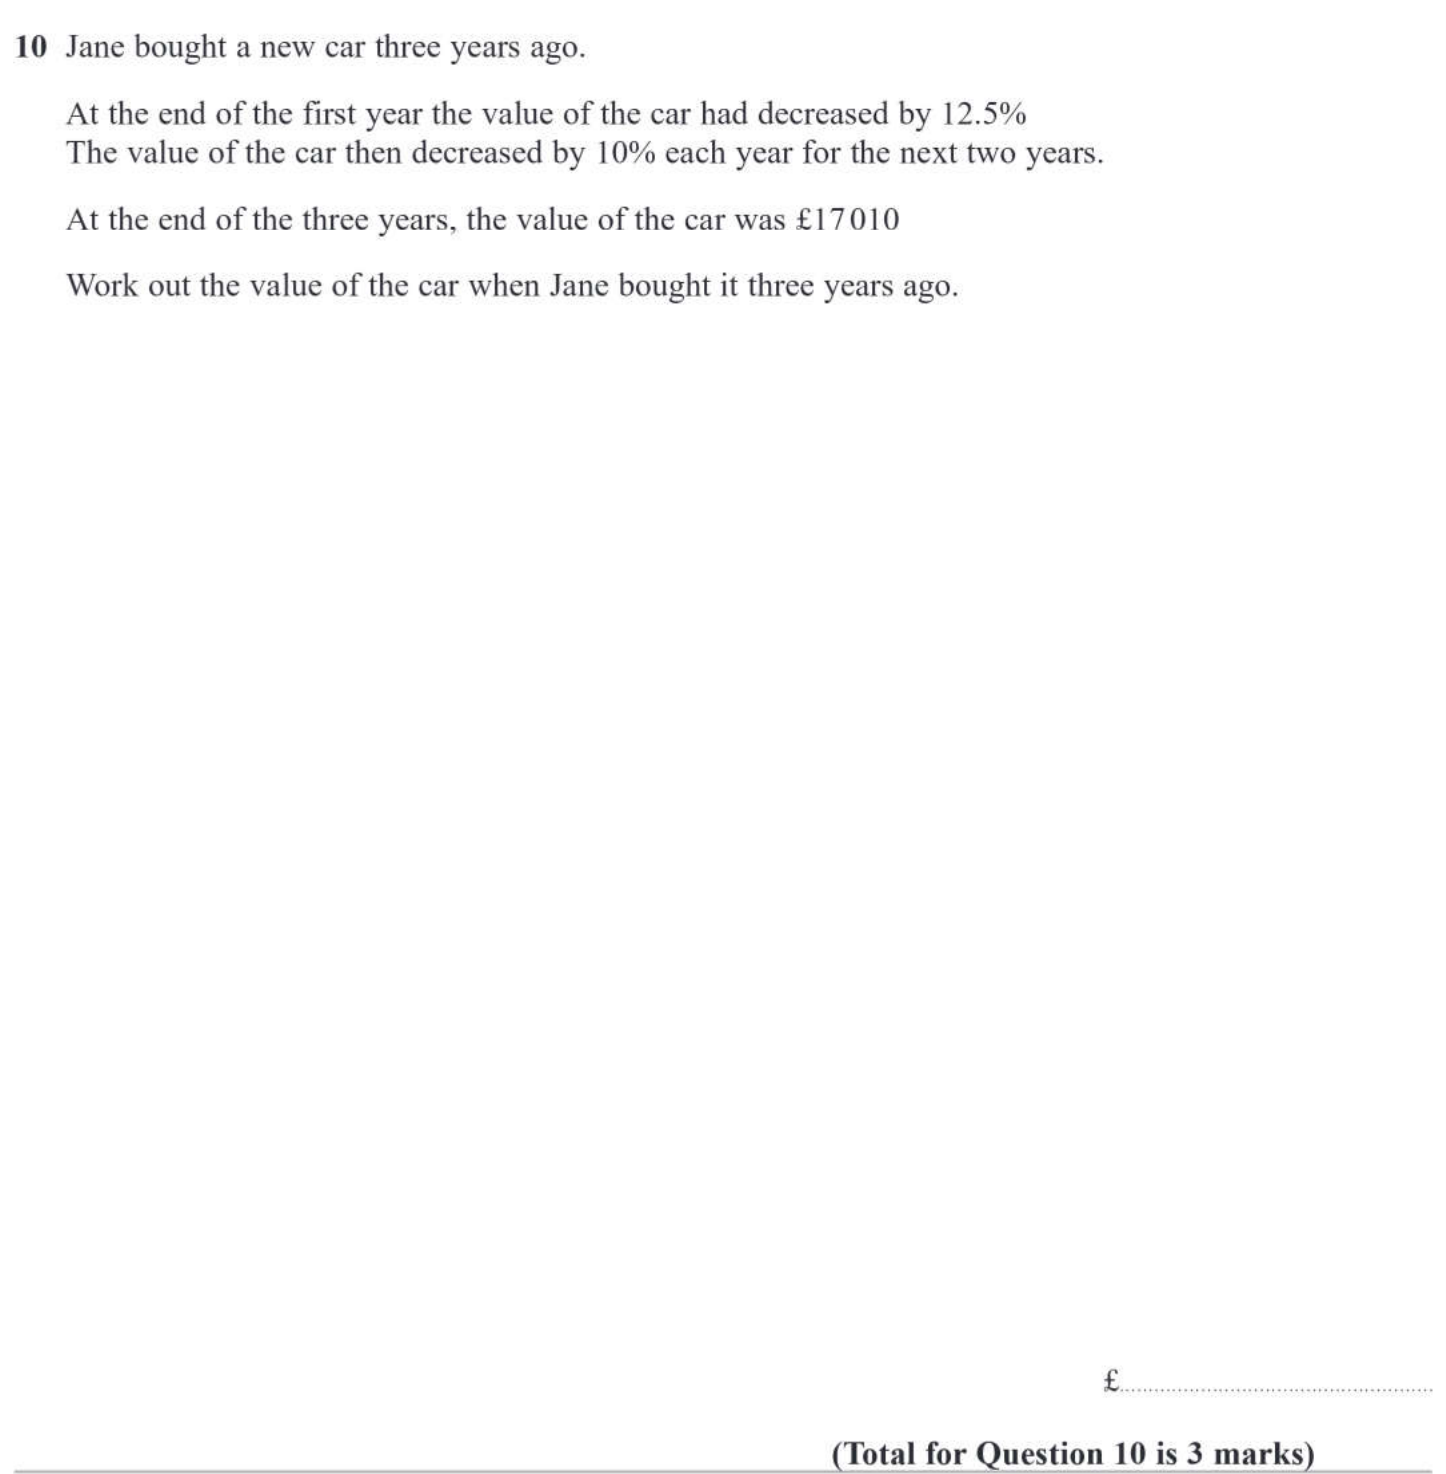 10 Jane bought a new car three years ago.
At the end of the first year the value of the car had decreased by 12.5%
The value of the car then decreased by 10% each year for the next two years.
At the end of the three years, the value of the car was £17 010
Work out the value of the car when Jane bought it three years ago.
£
(Total for Question 10 is 3 marks)